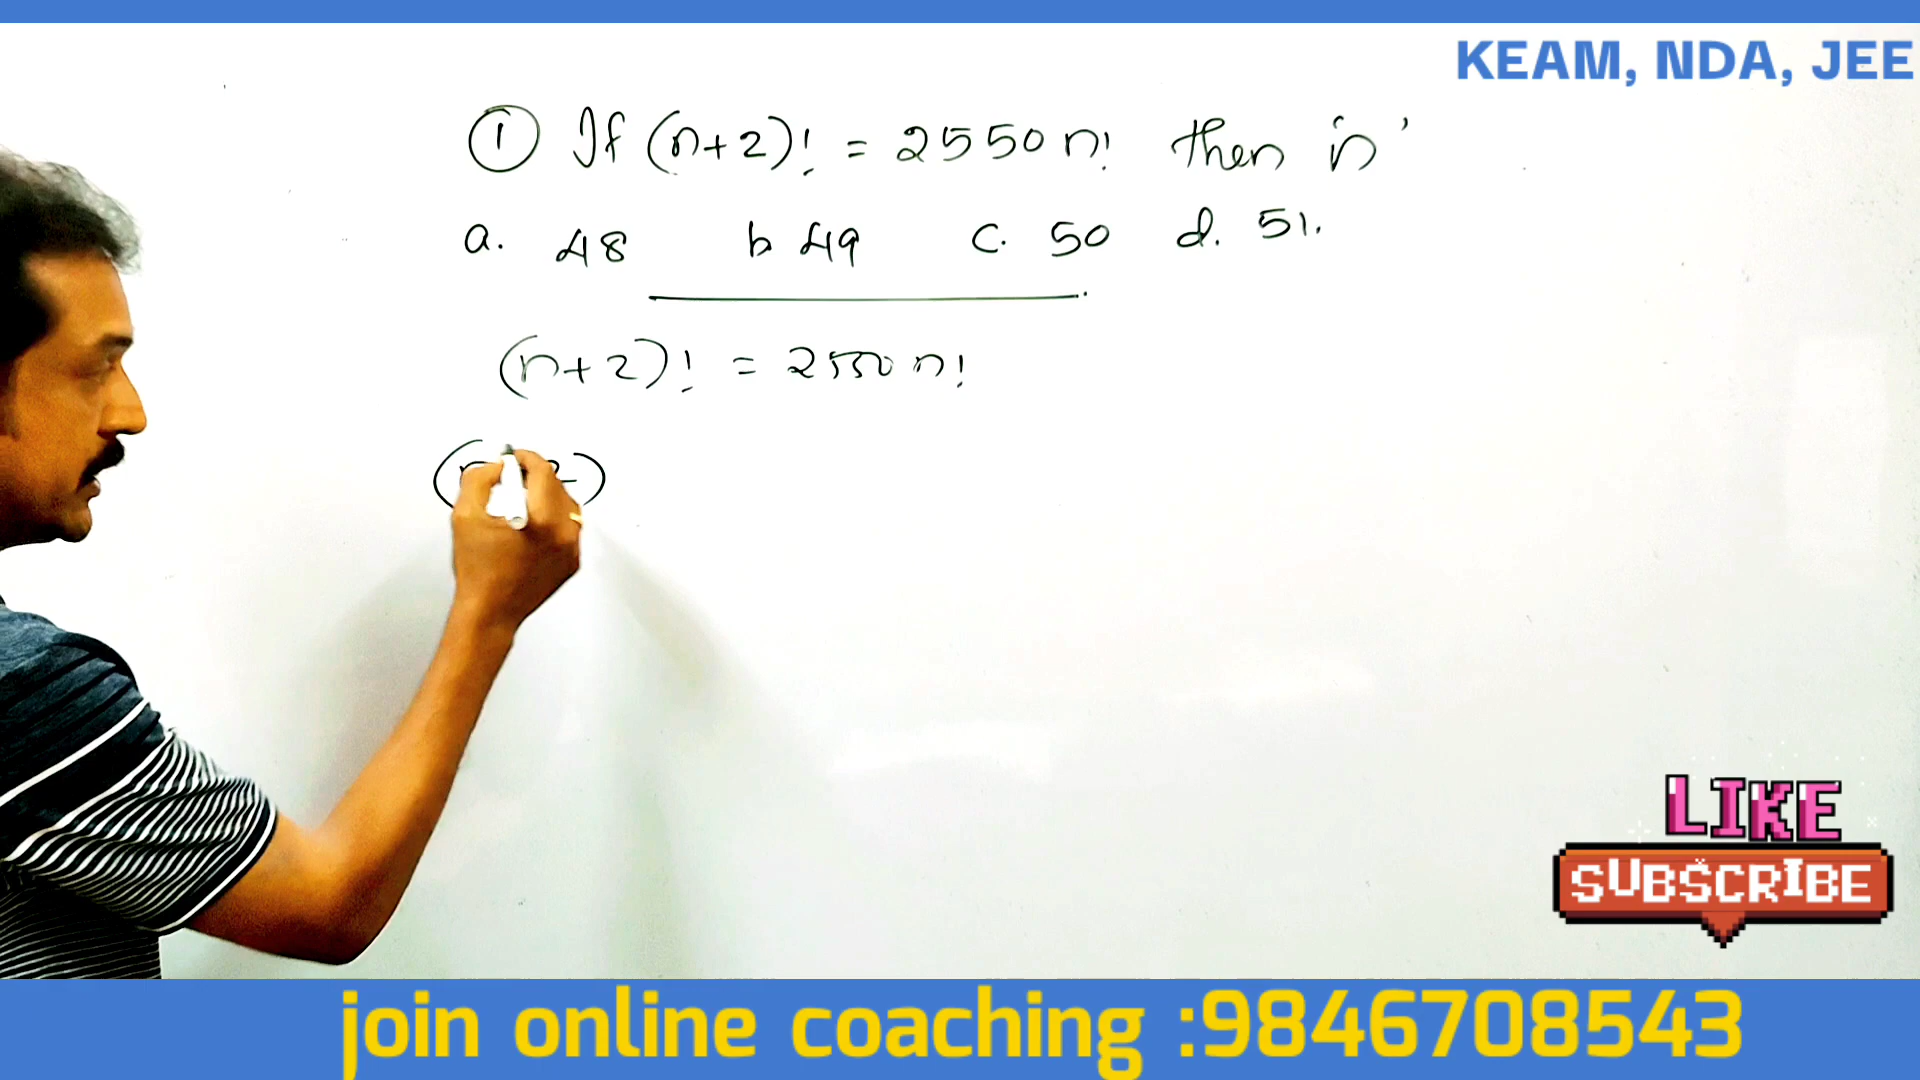 KEAM, NDA, JEE
① If (n+2)! = 2550 n! then 'n'
a. 48 b 49 c. 50 d. 51.
(n+2)! = 2550 n!
LIKE
SUBSCRIBE
join online coaching :9846708543